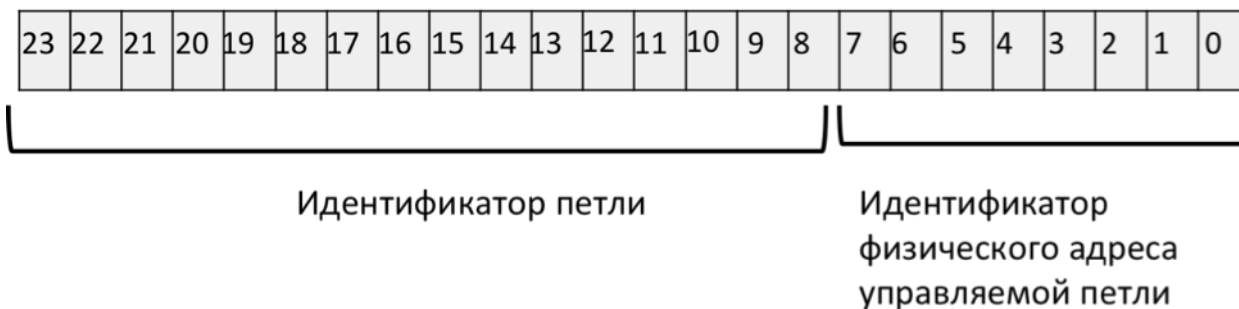 23 22 21 20 19 18 17 16 15 14 13 12 11 10 9 8 7 6 5 4 3 2 1 0
Идентификатор петли
Идентификатор
физического адреса
управляемой петли